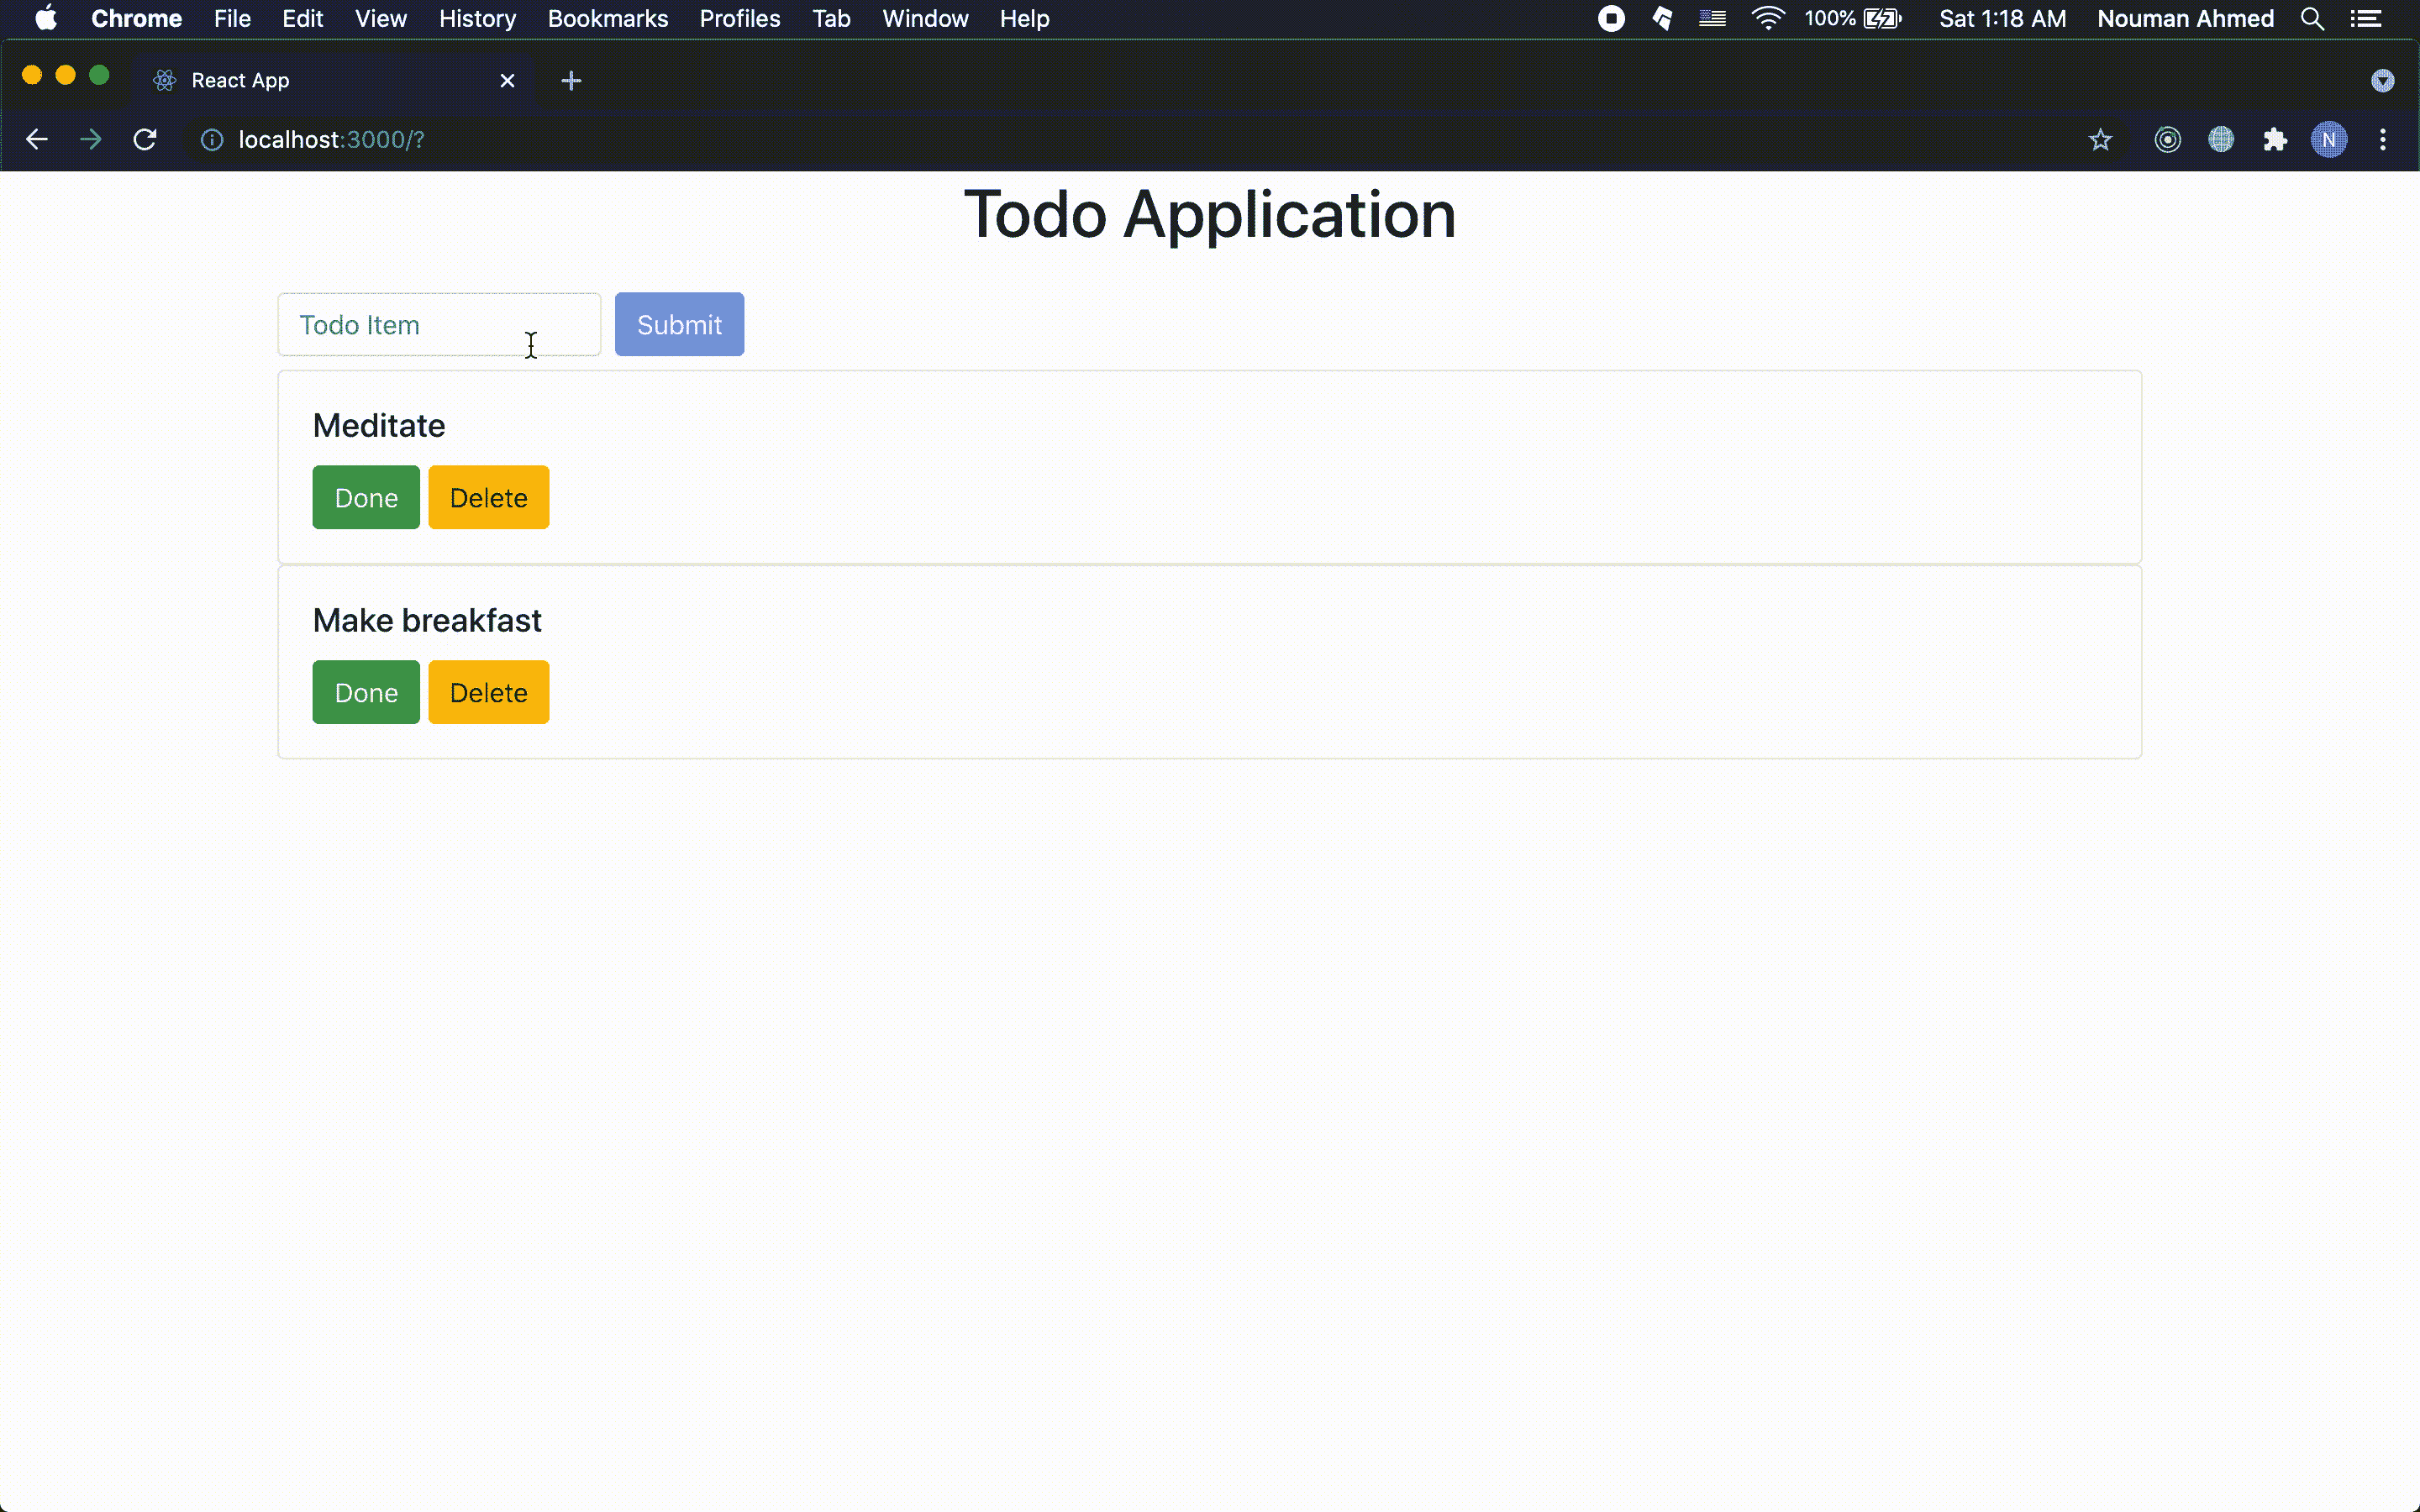 Chrome File Edit View History Bookmarks Profiles Tab Window Help 100% Sat 1:18 AM Nouman Ahmed
React App
localhost:3000/? N
Todo Application
Todo Item Submit
Meditate
Done Delete
Make breakfast
Done Delete